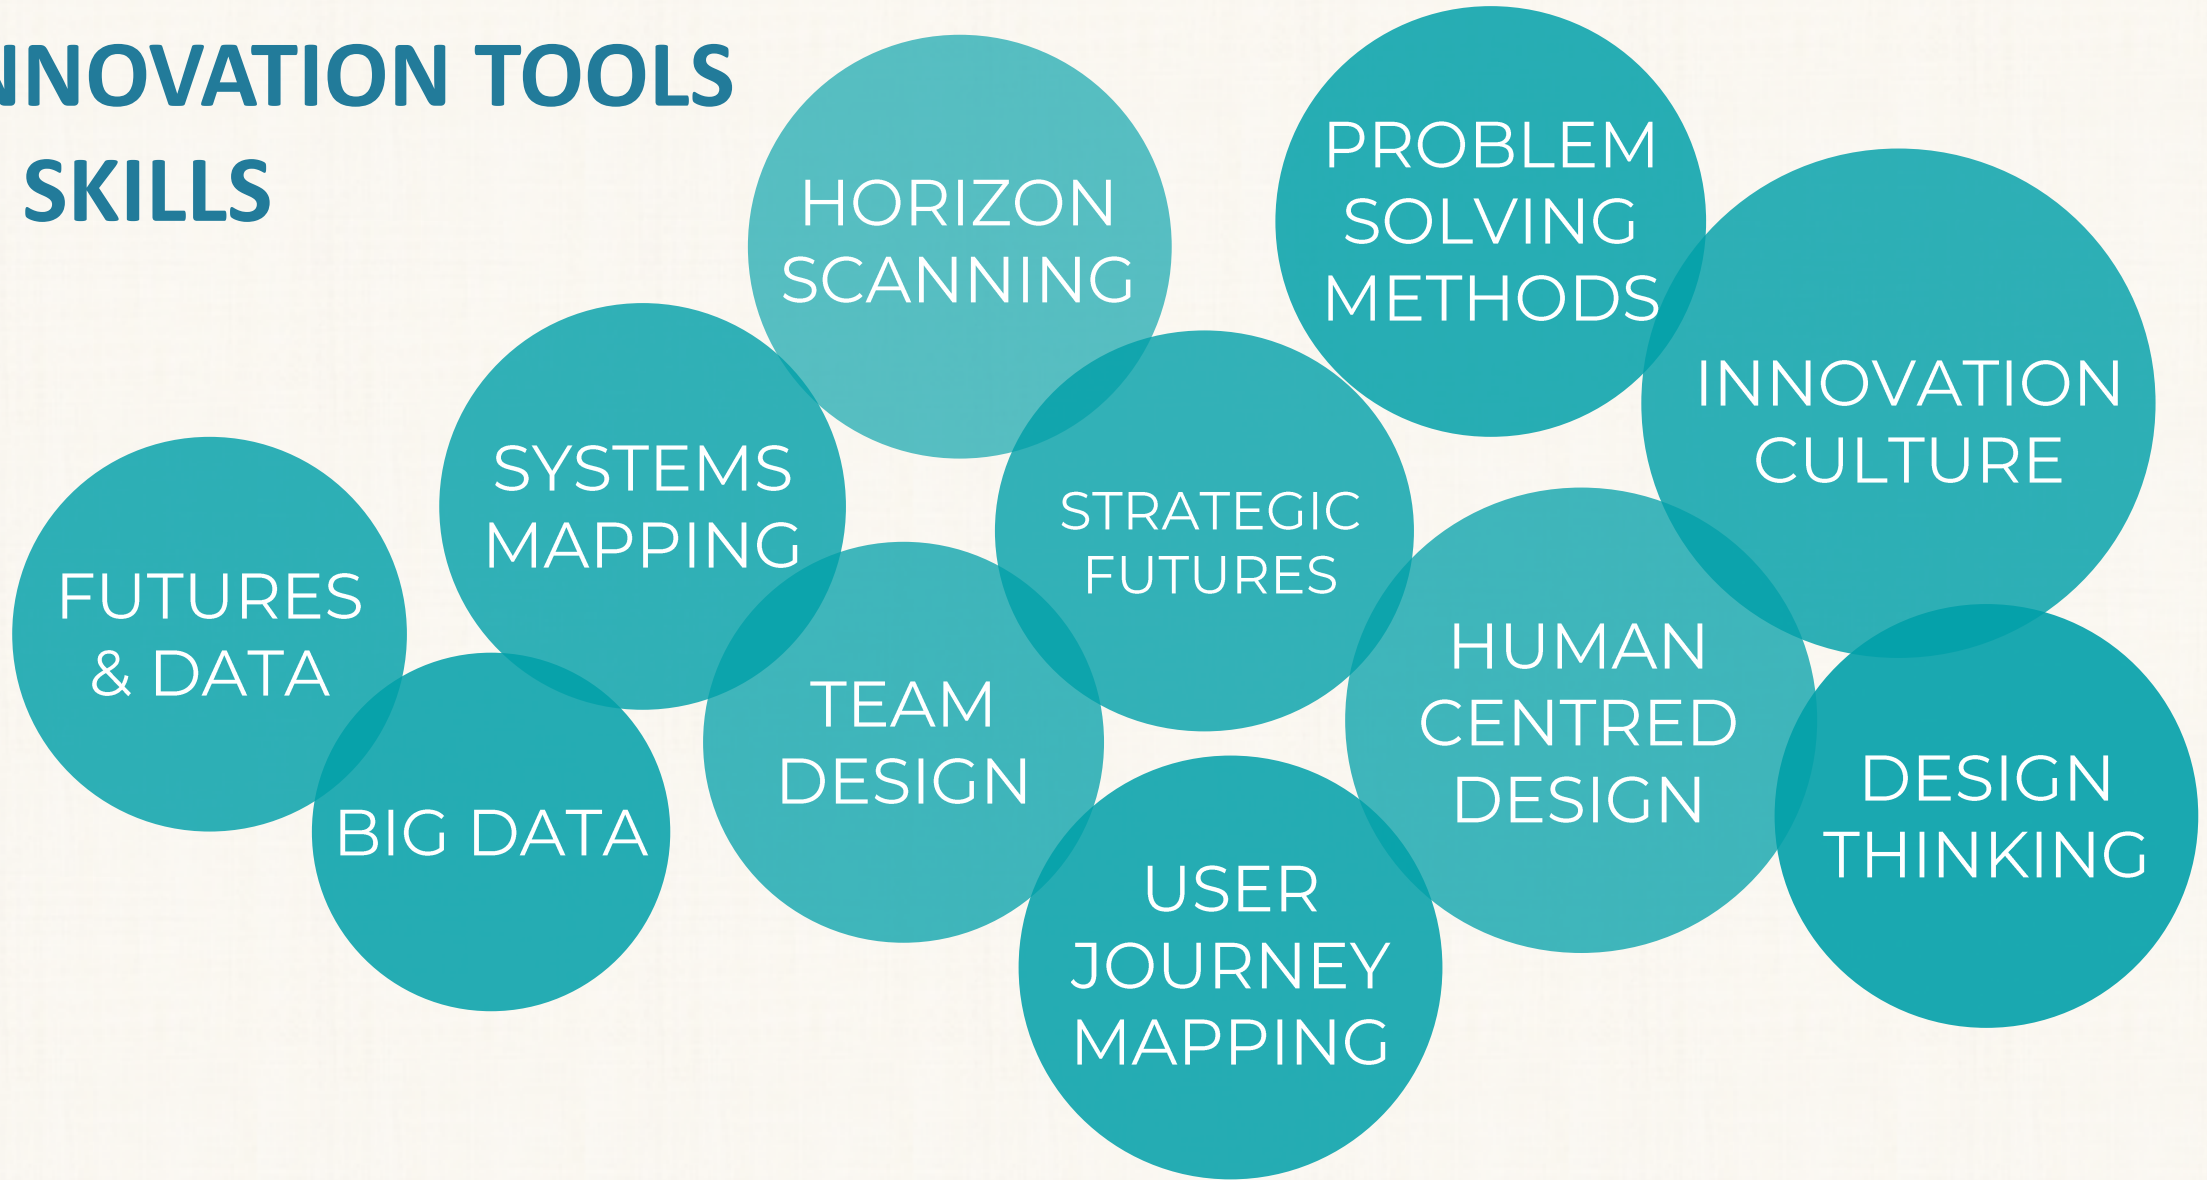 NNOVATION TOOLS
SKILLS
HORIZON
SCANNING
PROBLEM
SOLVING
METHODS
INNOVATION
CULTURE
SYSTEMS
MAPPING
STRATEGIC
FUTURES
FUTURES
& DATA
TEAM
DESIGN
HUMAN
CENTRED
DESIGN
BIG DATA
DESIGN
THINKING
USER
JOURNEY
MAPPING